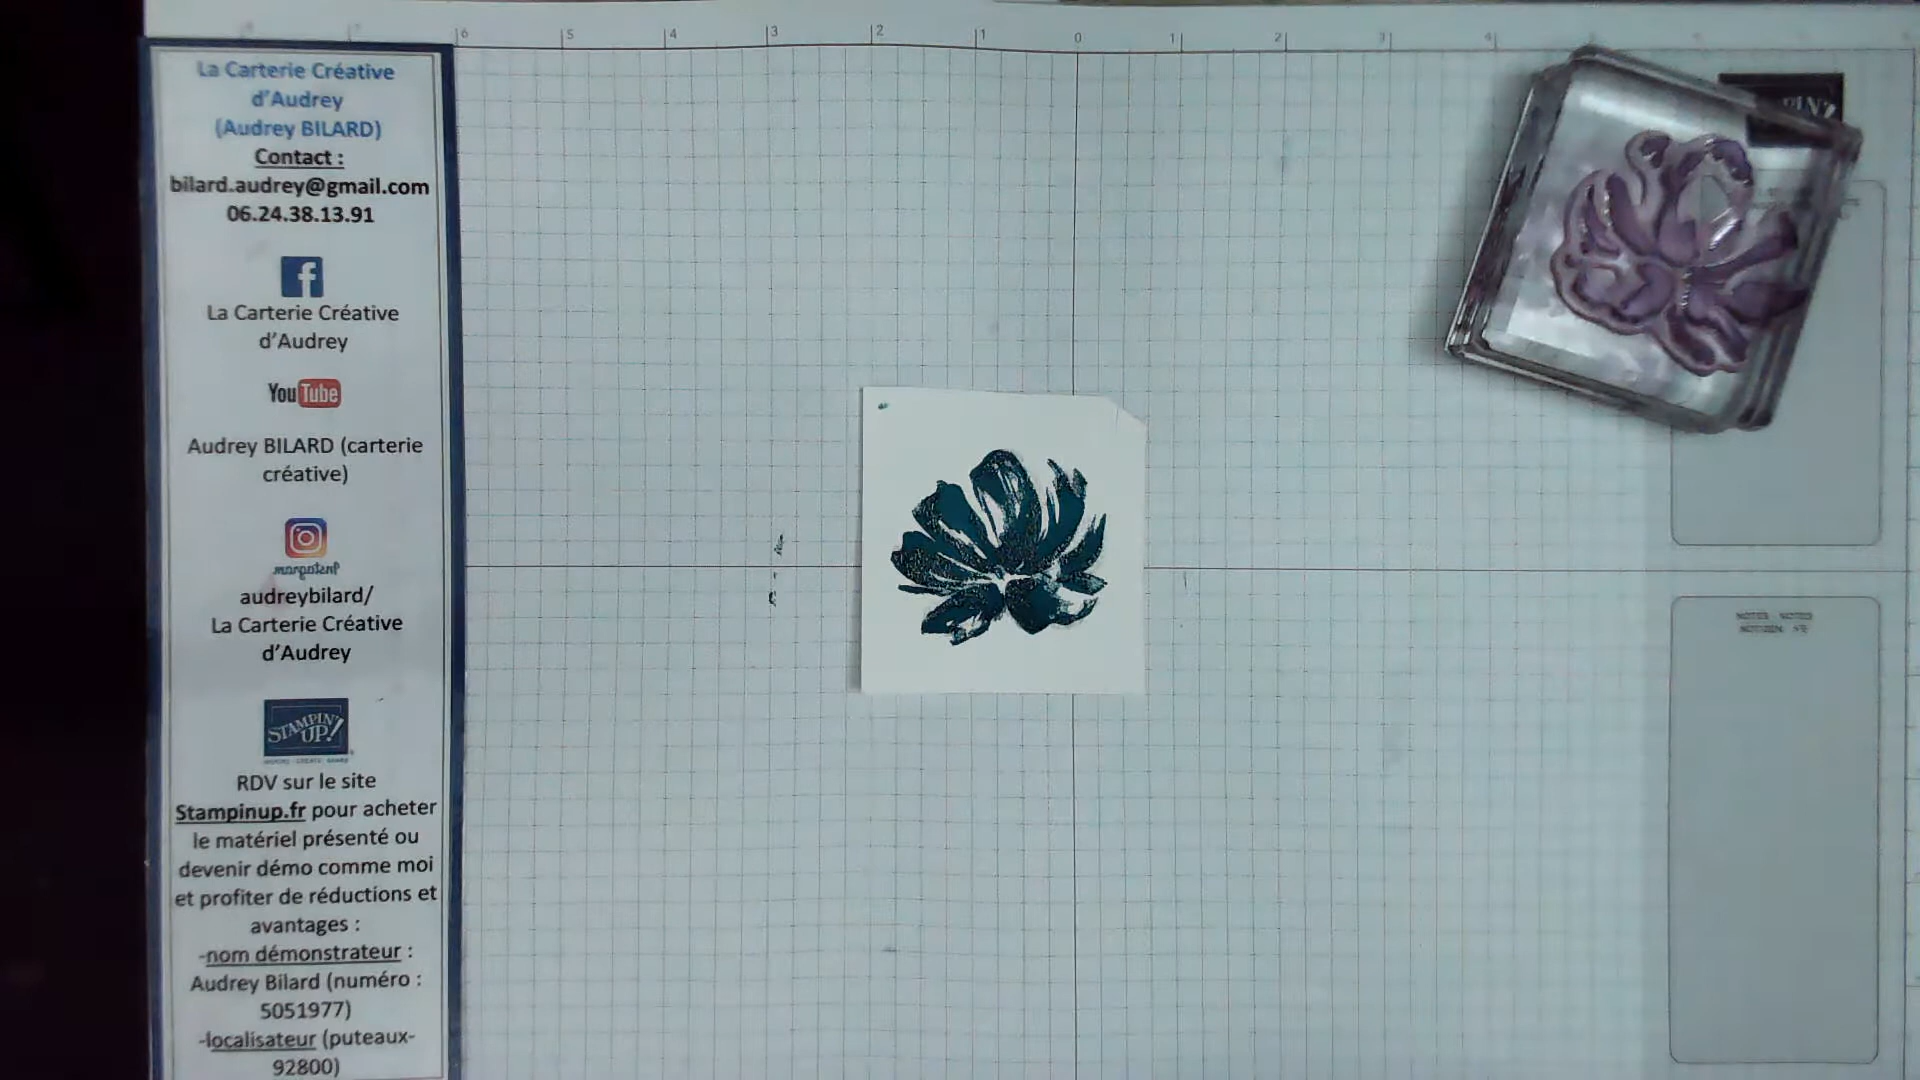 6 5 4 3 2 1 0 1 2 3 4
La Carterie Créative
d'Audrey
(Audrey BILARD)
Contact :
bilard.audrey@gmail.com
06.24.38.13.91
f
La Carterie Créative
d'Audrey
YouTube
Audrey BILARD (carterie
créative)
audreybilard/
La Carterie Créative
d'Audrey
STAMPIN'
UP!
RDV sur le site
Stampinup.fr pour acheter
le matériel présenté ou
devenir démo comme moi
et profiter de réductions et
avantages :
-nom démonstrateur :
Audrey Bilard (numéro :
5051977)
-localisateur (puteaux-
92800)
NOTES NOTES
NOTIZEN